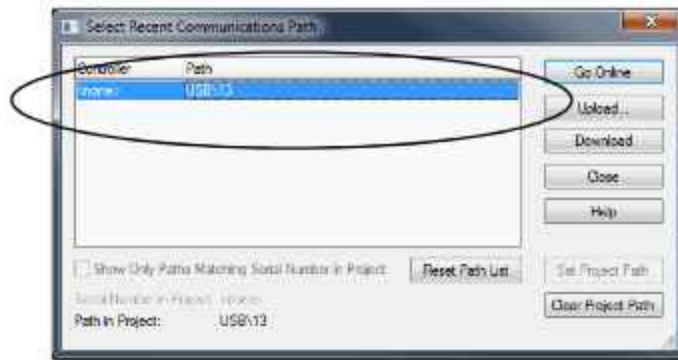 Select Recent Communications Path
Controller Path
<none> USB\13
Go Online
Upload...
Download
Close
Help
Show Only Paths Matching Serial Number in Project
Reset Path List
Set Project Path
Serial Number in Project: <none>
Clear Project Path
Path in Project: USB\13